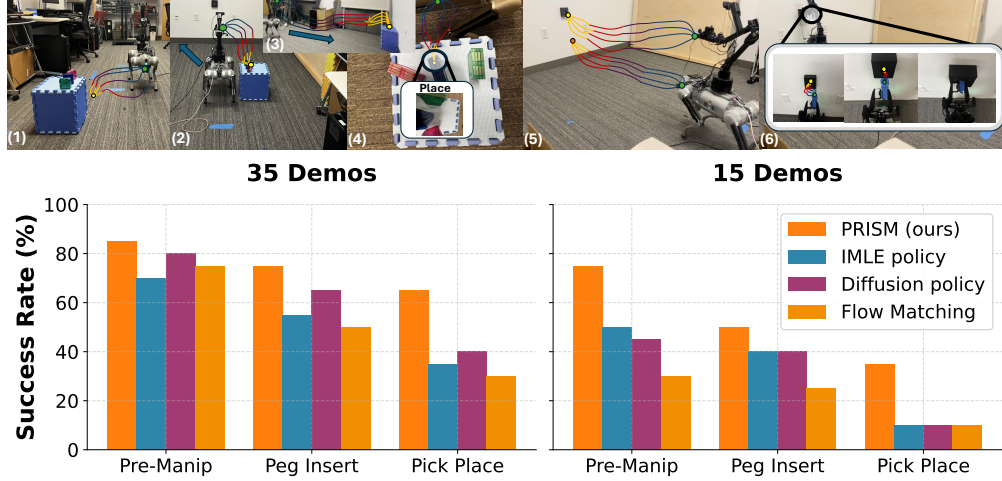 (1)
(2)
(3)
(4)
Place
(5)
(6)
35 Demos
15 Demos
Success Rate (%)
100
80
60
40
20
0
PRISM (ours)
IMLE policy
Diffusion policy
Flow Matching
Pre-Manip
Peg Insert
Pick Place
Pre-Manip
Peg Insert
Pick Place